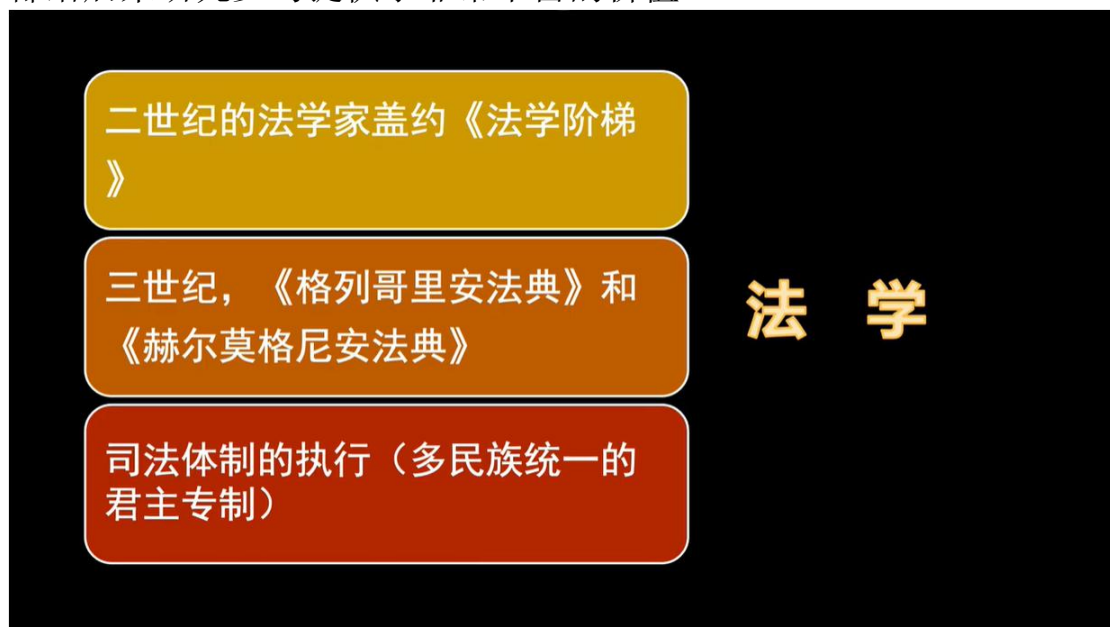 二世纪的法学家盖约《法学阶梯
》
三世纪，《格列哥里安法典》和
《赫尔莫格尼安法典》
司法体制的执行（多民族统一的
君主专制）
法 学